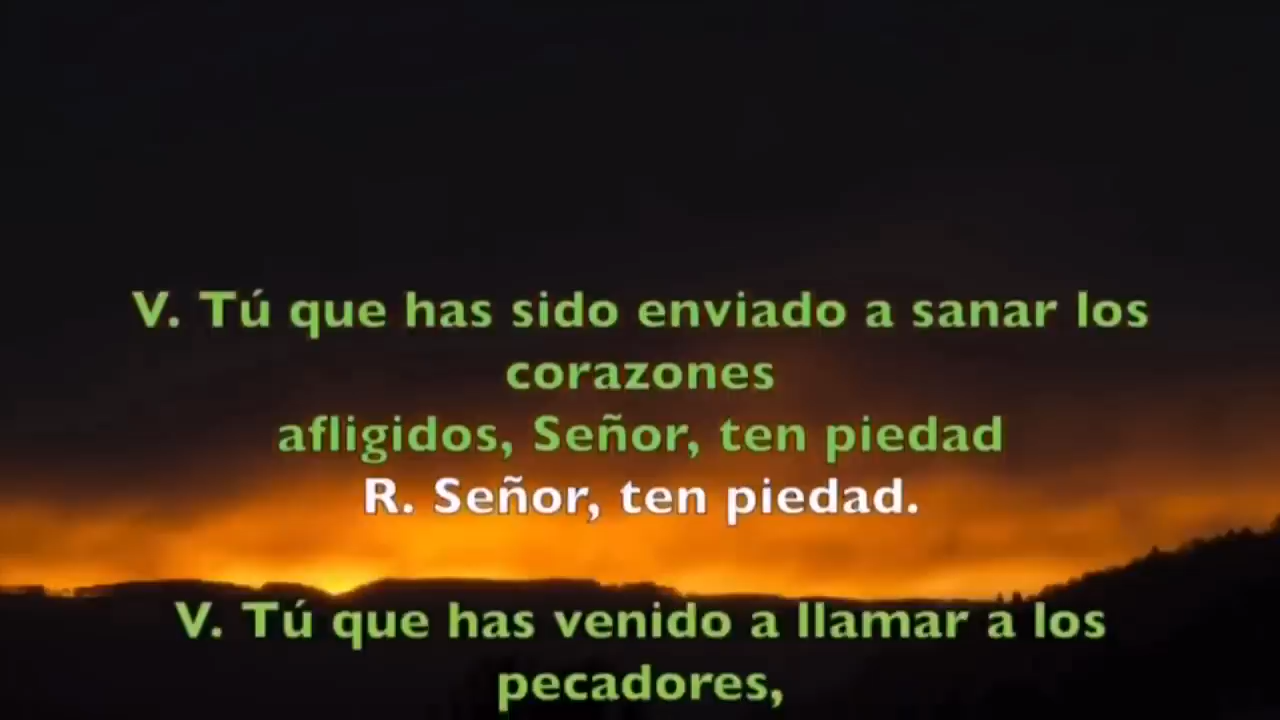 V. Tú que has sido enviado a sanar los
corazones
afligidos, Señor, ten piedad
R. Señor, ten piedad.
V. Tú que has venido a llamar a los
pecadores,